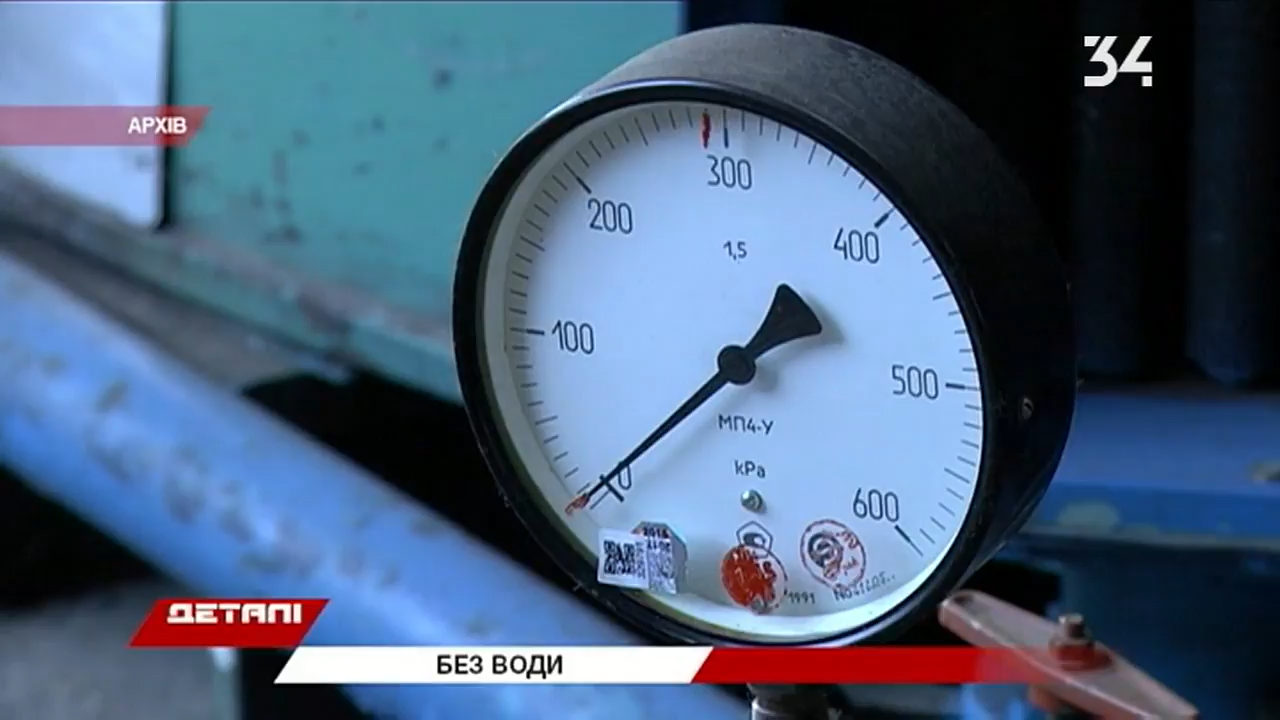 34
АРХІВ
300
200
400
1,5
100
500
МП4-У
kPa
0
600
1991
ДЕТАЛІ
БЕЗ ВОДИ